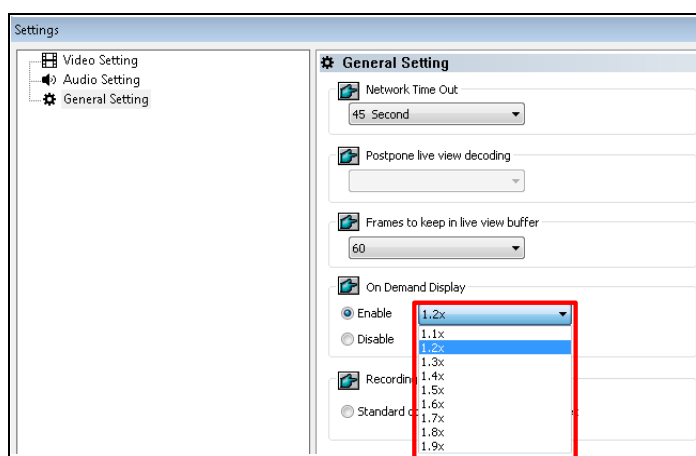 Settings
Video Setting
Audio Setting
General Setting
General Setting
Network Time Out
45 Second
Postpone live view decoding
Frames to keep in live view buffer
60
On Demand Display
Enable
1.2x
Disable
1.1x
1.2x
1.3x
1.4x
1.5x
1.6x
1.7x
1.8x
1.9x
Recording
Standard